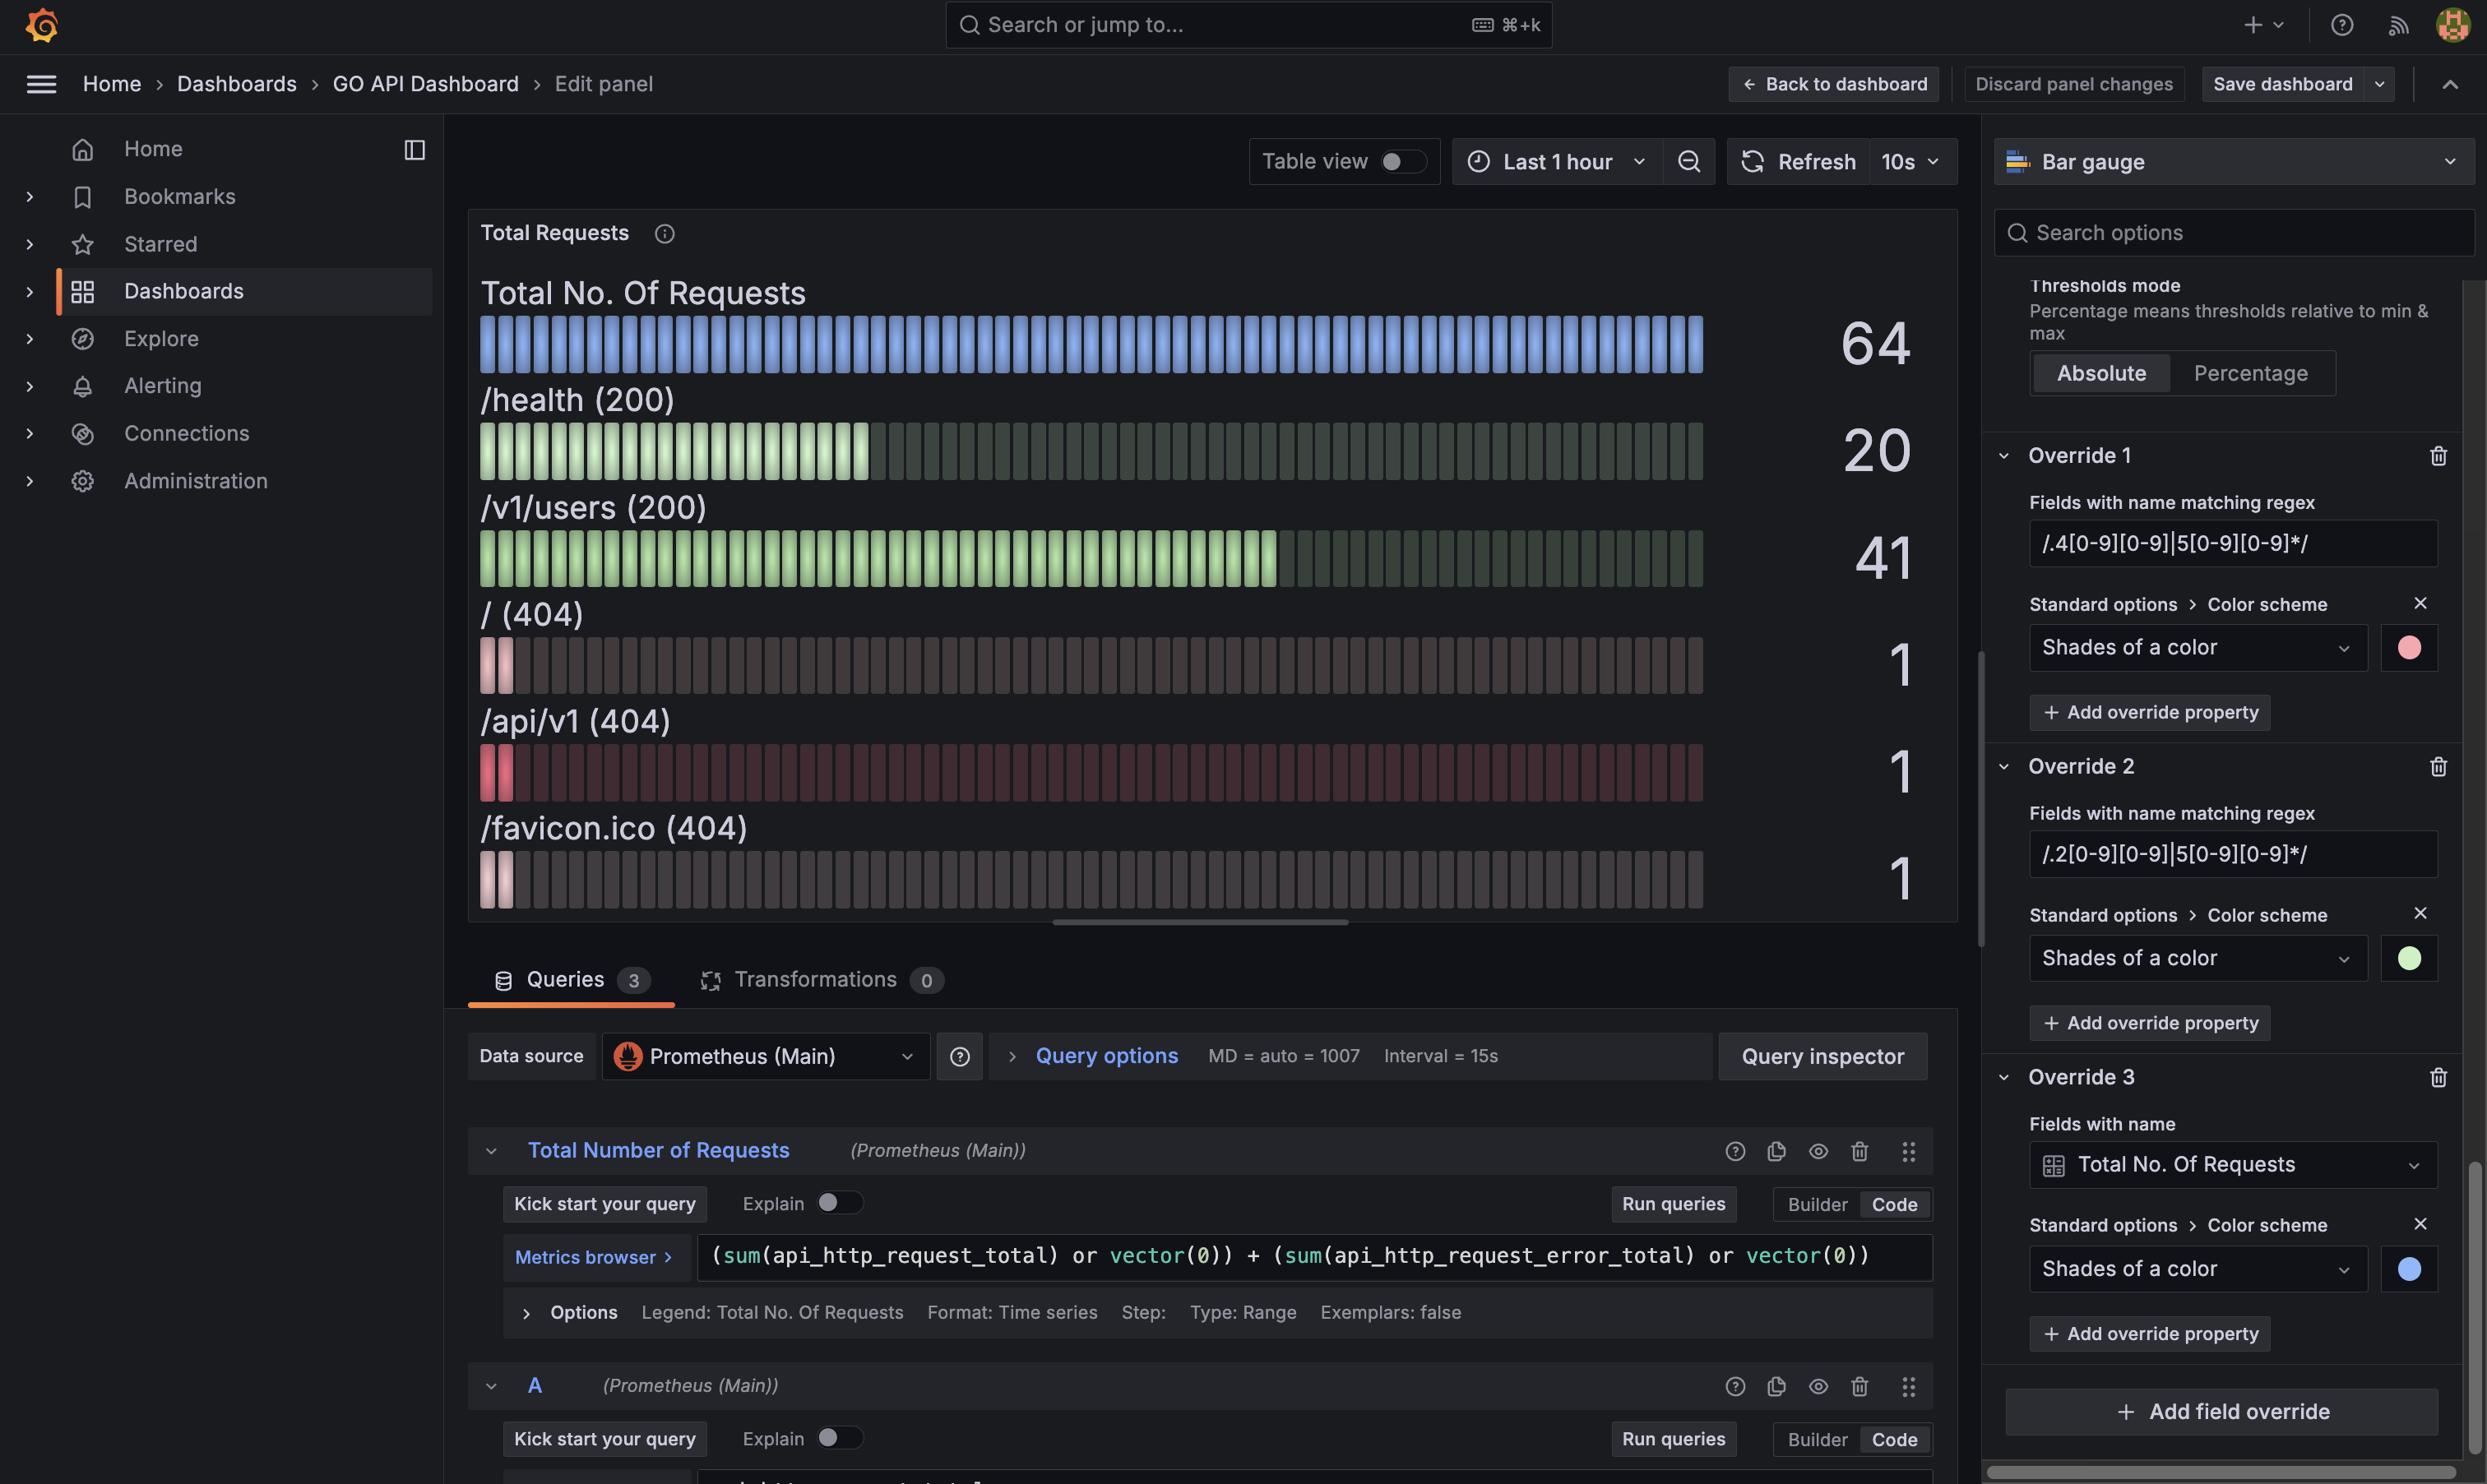 Search or jump to...
⌘+k
Home › Dashboards › GO API Dashboard › Edit panel
← Back to dashboard
Discard panel changes
Save dashboard
Home
Bookmarks
Starred
Dashboards
Explore
Alerting
Connections
Administration
Table view
Last 1 hour
Refresh
10s
Total Requests
Total No. Of Requests
64
/health (200)
20
/v1/users (200)
41
/ (404)
1
/api/v1 (404)
1
/favicon.ico (404)
1
Queries 3
Transformations 0
Data source
Prometheus (Main)
Query options
MD = auto = 1007
Interval = 15s
Query inspector
Total Number of Requests
(Prometheus (Main))
Kick start your query
Explain
Run queries
Builder
Code
Metrics browser >
(sum(api_http_request_total) or vector(0)) + (sum(api_http_request_error_total) or vector(0))
Options
Legend: Total No. Of Requests
Format: Time series
Step:
Type: Range
Exemplars: false
A
(Prometheus (Main))
Kick start your query
Explain
Run queries
Builder
Code
Bar gauge
Search options
Thresholds mode
Percentage means thresholds relative to min &
max
Absolute
Percentage
Override 1
Fields with name matching regex
/.4[0-9][0-9]|5[0-9][0-9]*/
Standard options > Color scheme
Shades of a color
+ Add override property
Override 2
Fields with name matching regex
/.2[0-9][0-9]|5[0-9][0-9]*/
Standard options > Color scheme
Shades of a color
+ Add override property
Override 3
Fields with name
Total No. Of Requests
Standard options > Color scheme
Shades of a color
+ Add override property
+ Add field override